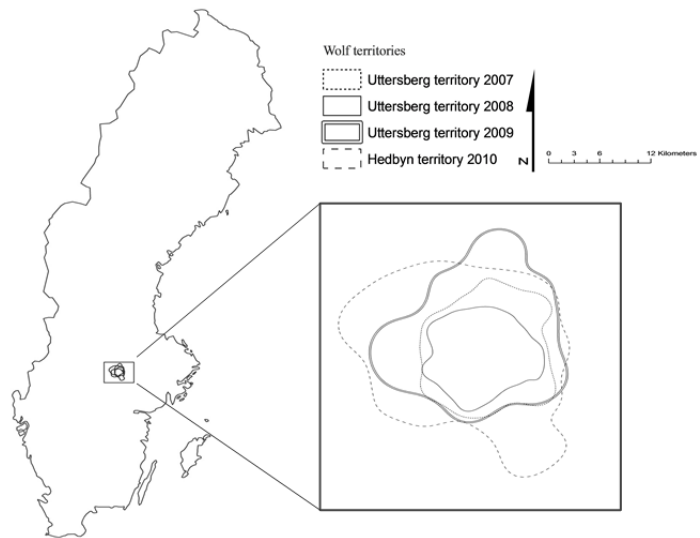 Wolf territories
Uttersberg territory 2007
Uttersberg territory 2008
Uttersberg territory 2009
Hedbyn territory 2010
N
0 3 6 12 Kilometers